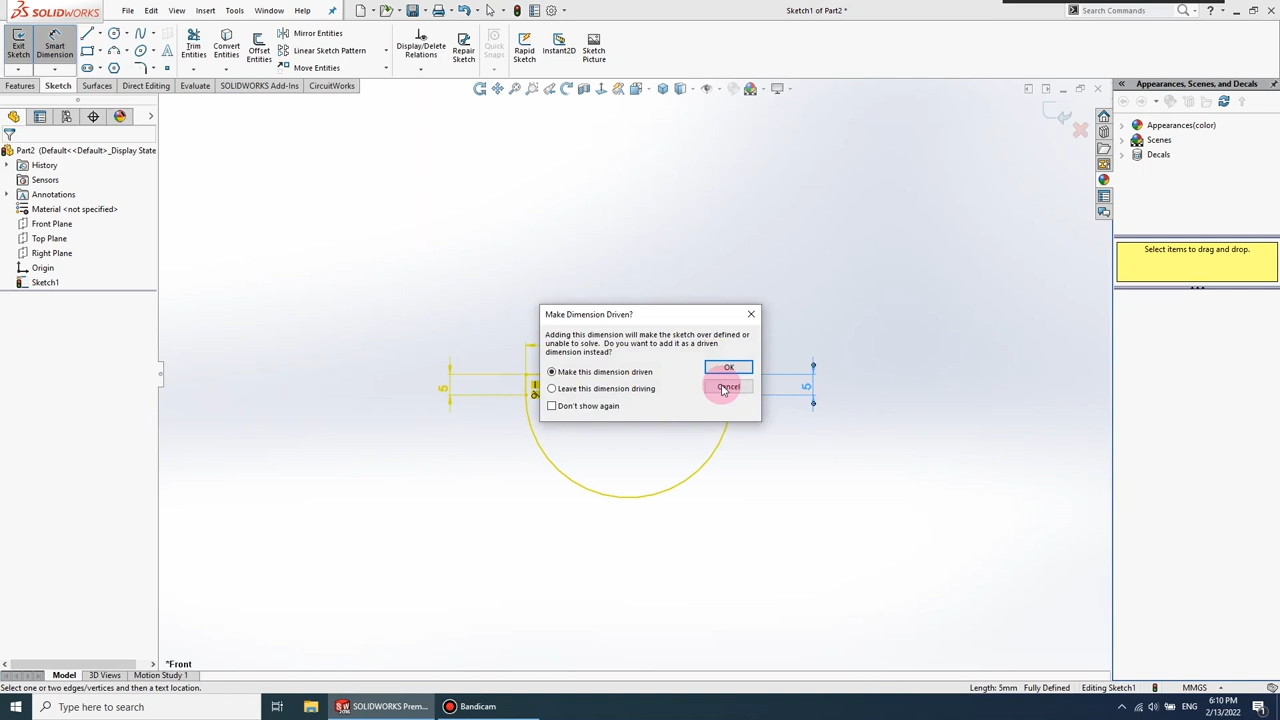 SOLIDWORKS File Edit View Insert Tools Window Help Sketch1 of Part2 * Search Commands
Exit Sketch
Smart Dimension
Trim Entities
Convert Entities
Offset Entities
Mirror Entities
Linear Sketch Pattern
Move Entities
Display/Delete Relations
Repair Sketch
Quick Snaps
Rapid Sketch
Instant2D
Sketch Picture
Features Sketch Surfaces Direct Editing Evaluate SOLIDWORKS Add-Ins CircuitWorks
Appearances, Scenes, and Decals
Appearances(color)
Scenes
Decals
Select items to drag and drop.
Part2 (Default<<Default>_Display State
History
Sensors
Annotations
Material <not specified>
Front Plane
Top Plane
Right Plane
Origin
Sketch1
Make Dimension Driven?
Adding this dimension will make the sketch over defined or
unable to solve. Do you want to add it as a driven
dimension instead?
Make this dimension driven
Leave this dimension driving
Don't show again
OK
Cancel
5
5
*Front
Model 3D Views Motion Study 1
Select one or two edges/vertices and then a text location. Length: 5mm Fully Defined Editing Sketch1 MMGS
Type here to search SOLIDWORKS Prem... Bandicam ENG 6:10 PM
2/13/2022